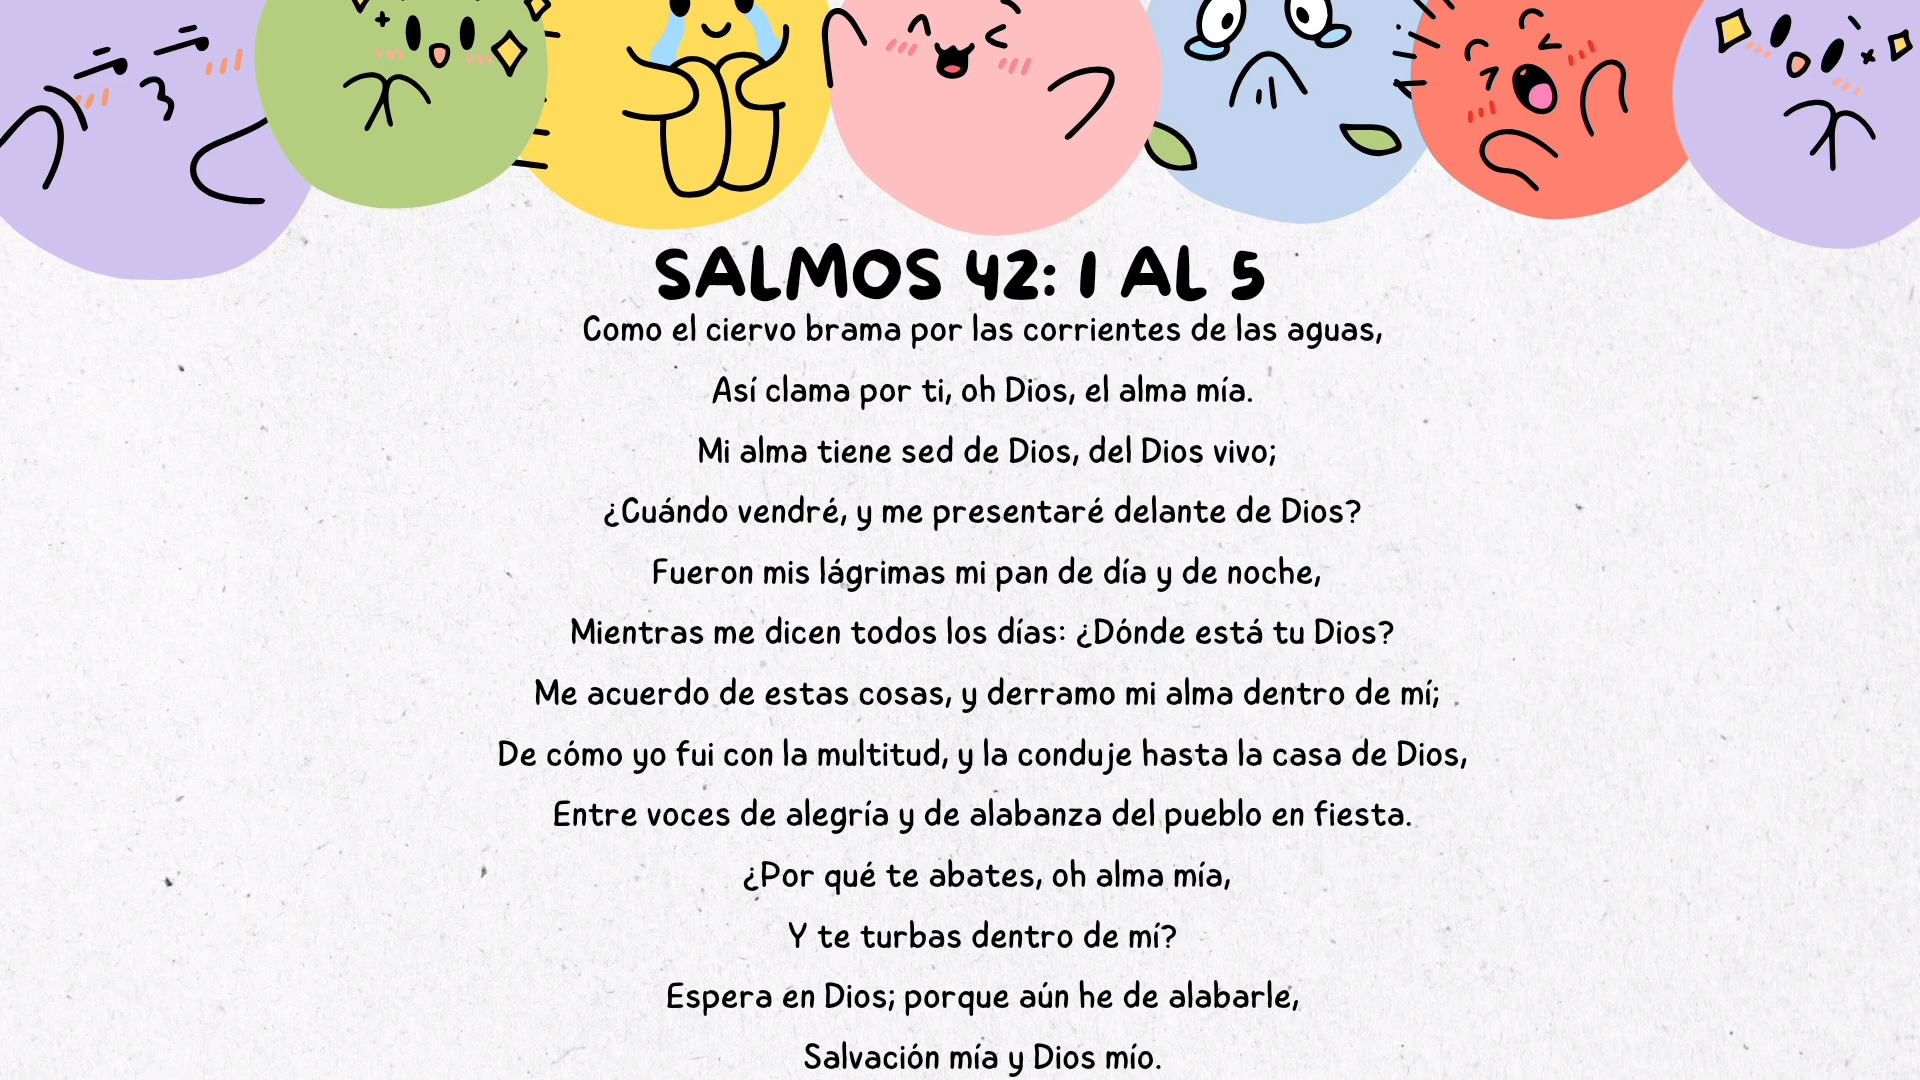 SALMOS 42: 1 AL 5
Como el ciervo brama por las corrientes de las aguas,
Así clama por ti, oh Dios, el alma mía.
Mi alma tiene sed de Dios, del Dios vivo;
¿Cuándo vendré, y me presentaré delante de Dios?
Fueron mis lágrimas mi pan de día y de noche,
Mientras me dicen todos los días: ¿Dónde está tu Dios?
Me acuerdo de estas cosas, y derramo mi alma dentro de mí;
De cómo yo fui con la multitud, y la conduje hasta la casa de Dios,
Entre voces de alegría y de alabanza del pueblo en fiesta.
¿Por qué te abates, oh alma mía,
Y te turbas dentro de mí?
Espera en Dios; porque aún he de alabarle,
Salvación mía y Dios mío.